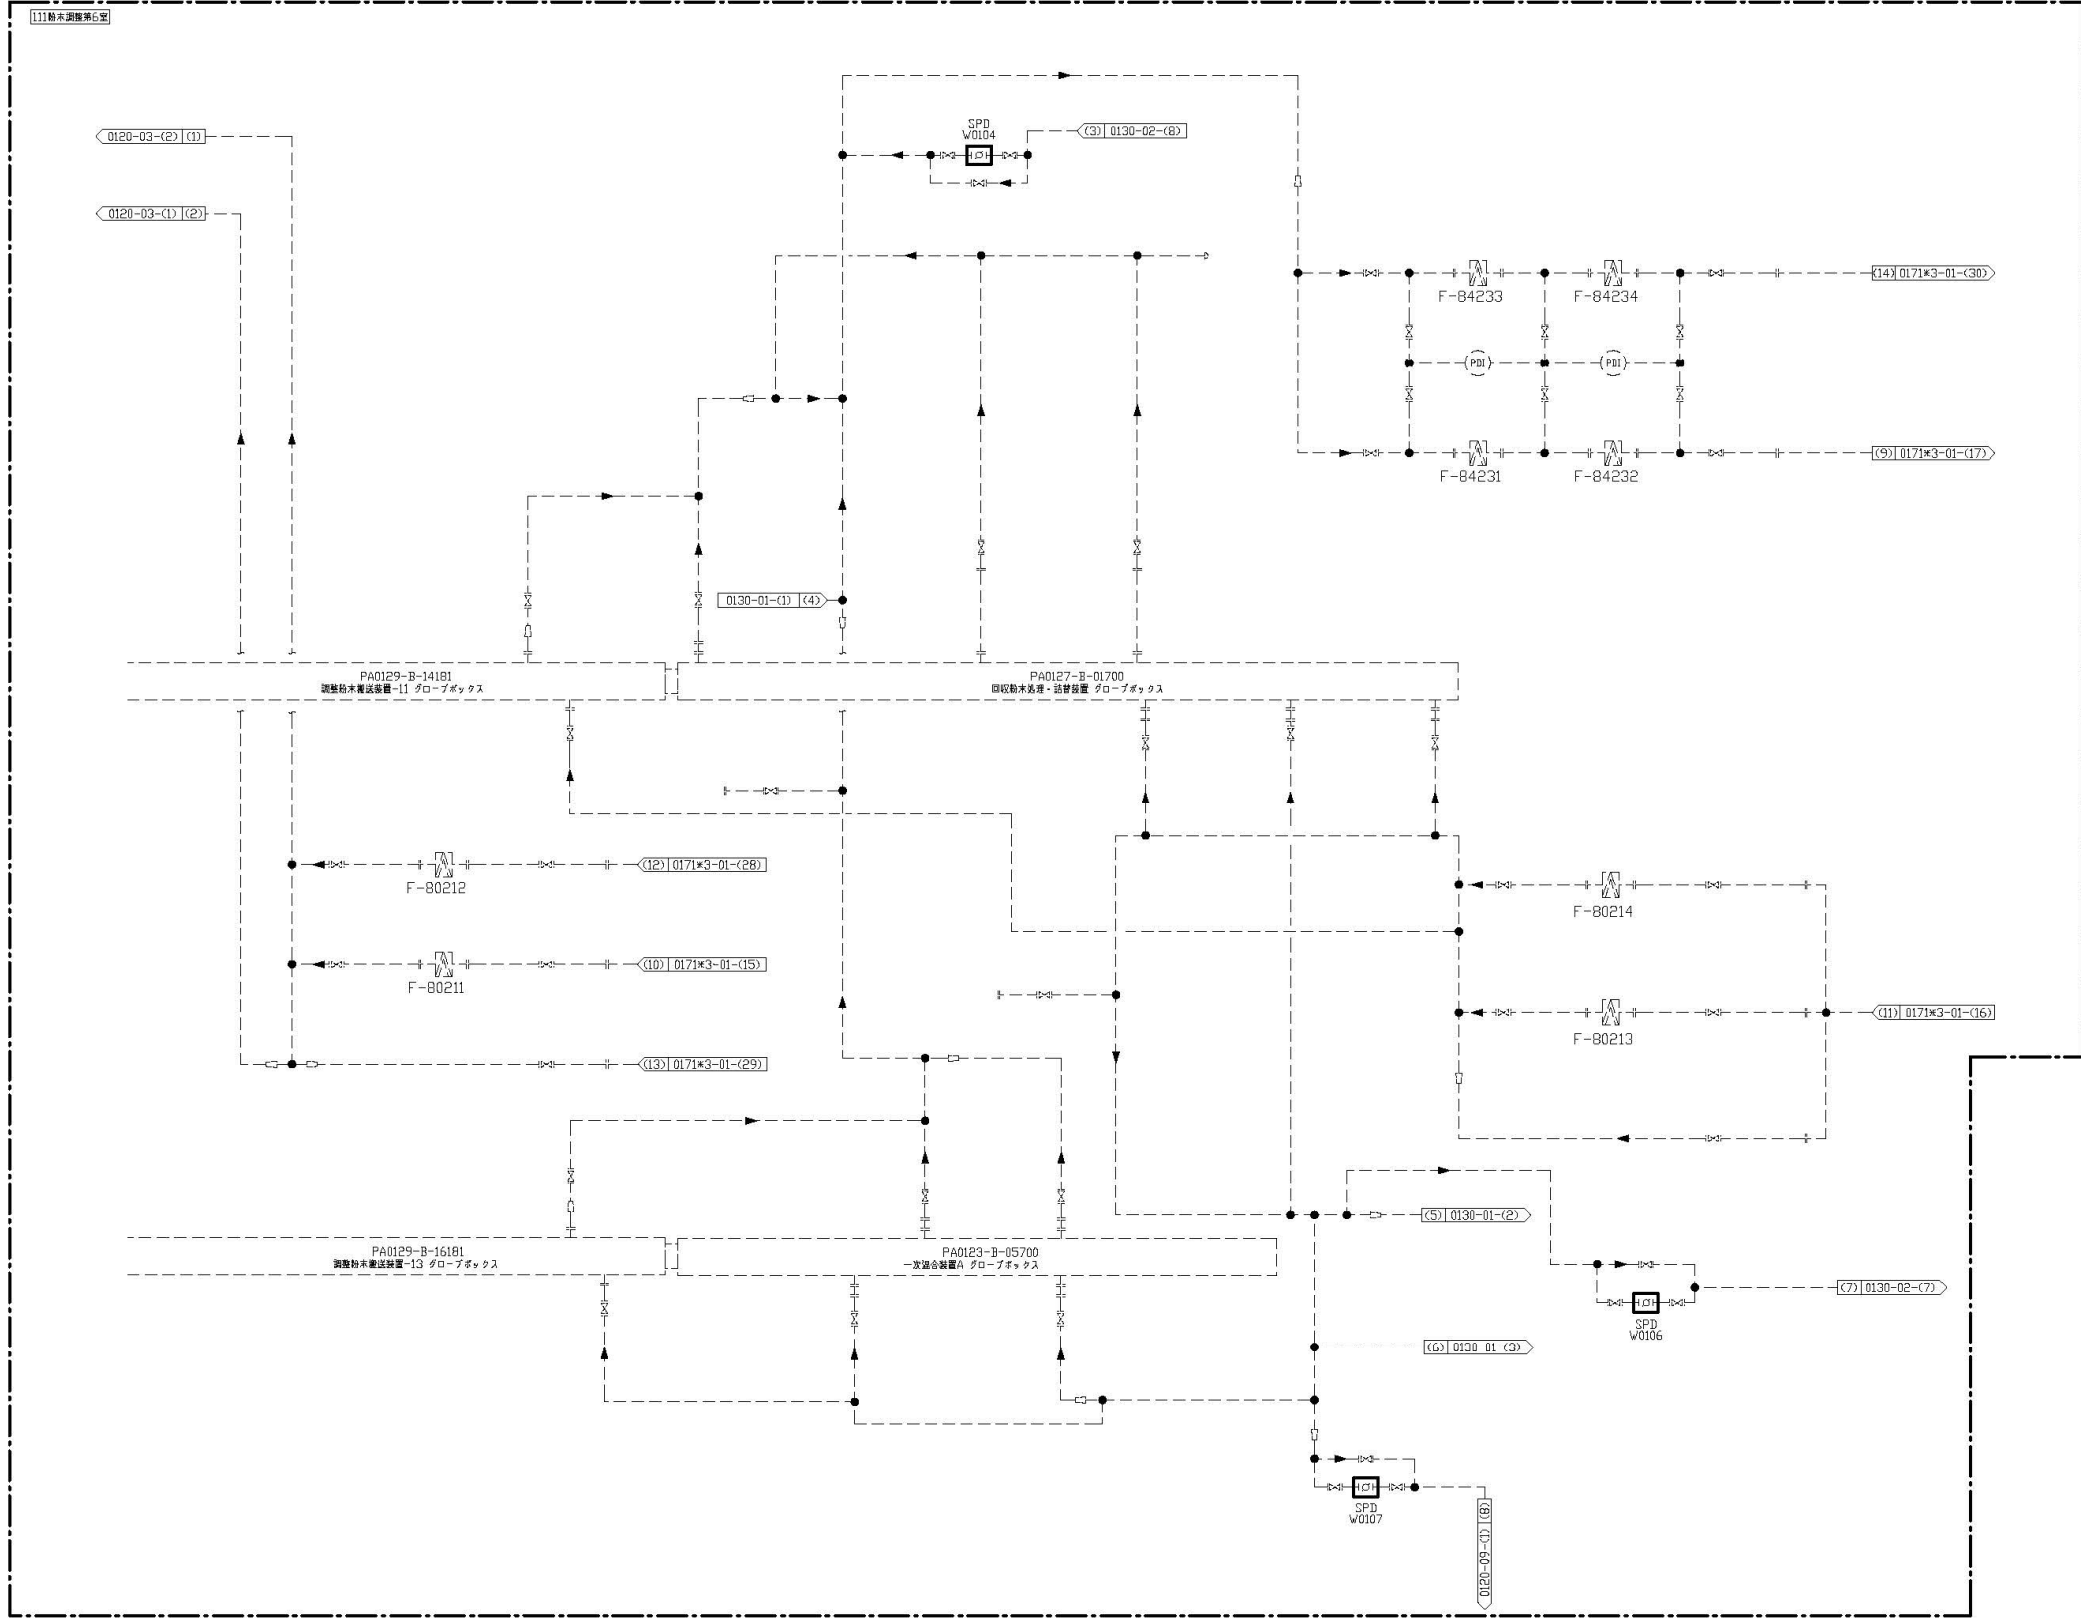 111粉末調整第6室
0120-03-(2) (1)
SPD
W0104
(3) 0130-02-(8)
0120-03-(1) (2)
F-84233
F-84234
(14) 0171*3-01-(30)
PDI
PDI
F-84231
F-84232
(9) 0171*3-01-(17)
0130-01-(1) (4)
PA0129-B-14181
調整粉末搬送装置-11 グローブボックス
PA0127-B-01700
回収粉末処理・詰替装置 グローブボックス
F-80212
(12) 0171*3-01-(28)
F-80214
F-80211
(10) 0171*3-01-(15)
F-80213
(11) 0171*3-01-(16)
(13) 0171*3-01-(29)
(5) 0130-01-(2)
PA0129-B-16181
調整粉末搬送装置-13 グローブボックス
PA0123-B-05700
一次混合装置A グローブボックス
(7) 0130-02-(7)
SPD
W0106
(6) 0130 01 (3)
SPD
W0107
0120-09-(1) (8)